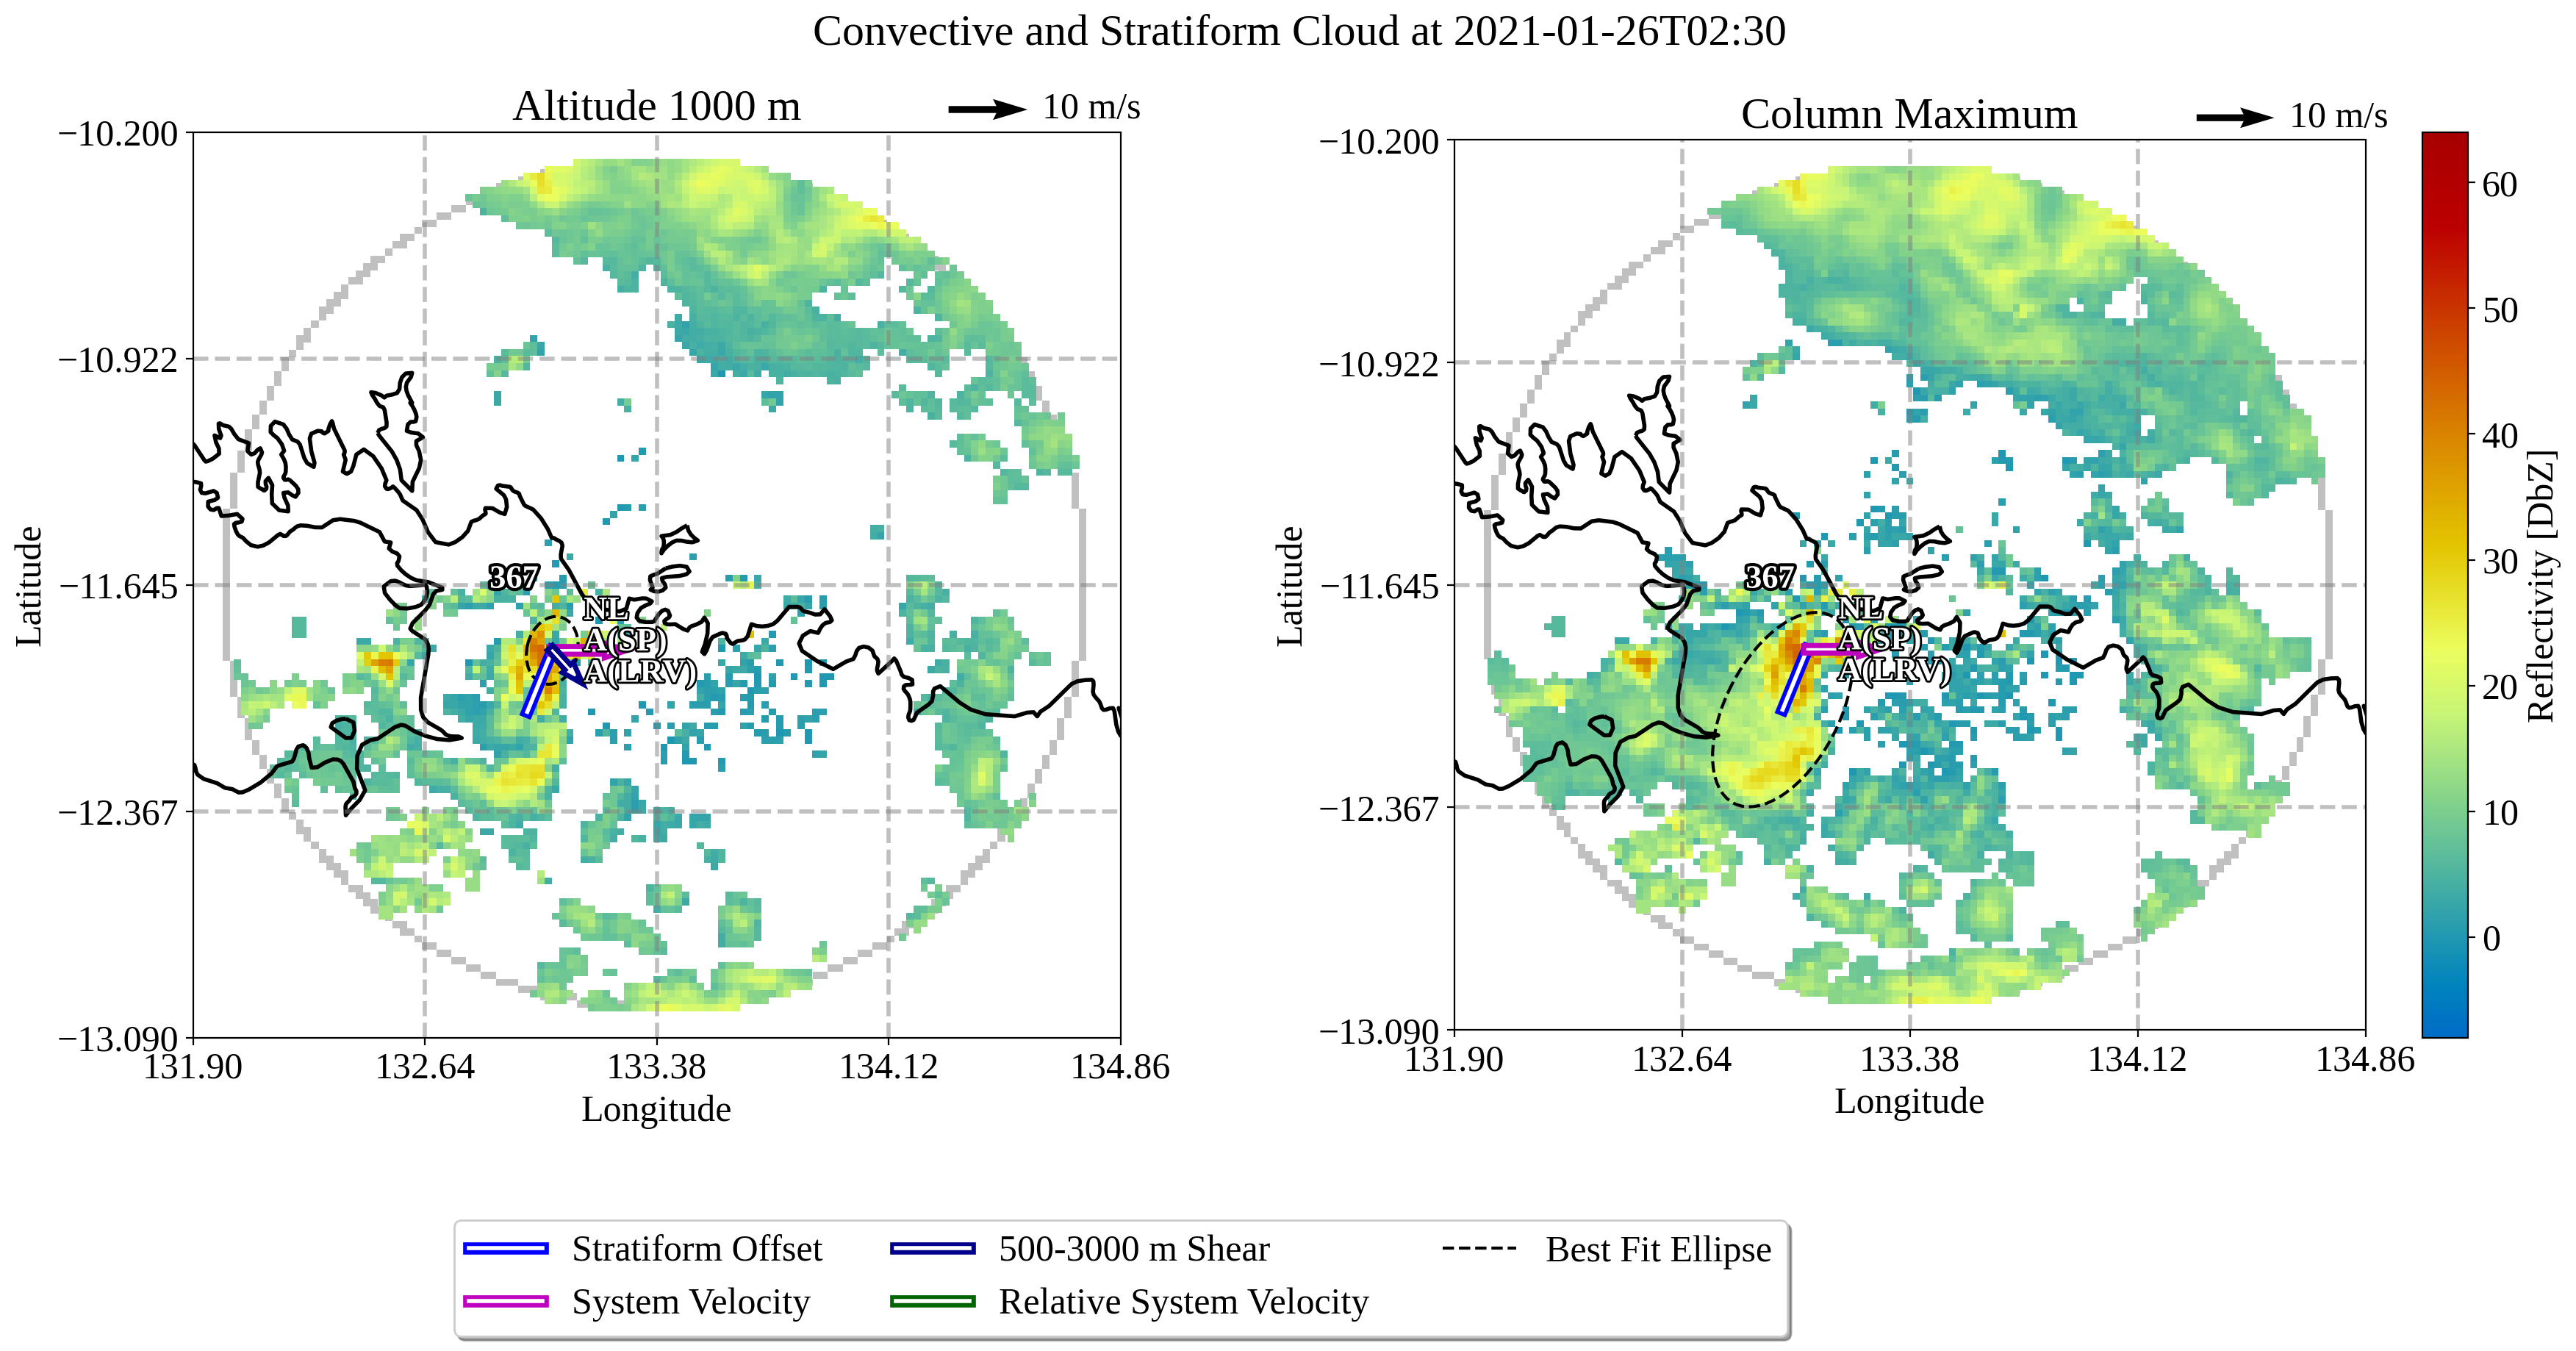 Convective and Stratiform Cloud at 2021-01-26T02:30
Altitude 1000 m
10 m/s
−10.200
−10.922
−11.645
−12.367
−13.090
131.90
132.64
133.38
134.12
134.86
Latitude
Longitude
367
NL
A(SP)
A(LRV)
Column Maximum
10 m/s
−10.200
−10.922
−11.645
−12.367
−13.090
131.90
132.64
133.38
134.12
134.86
Latitude
Longitude
367
NL
A(SP)
A(LRV)
60
50
40
30
20
10
0
Reflectivity [DbZ]
Stratiform Offset
System Velocity
500-3000 m Shear
Relative System Velocity
Best Fit Ellipse